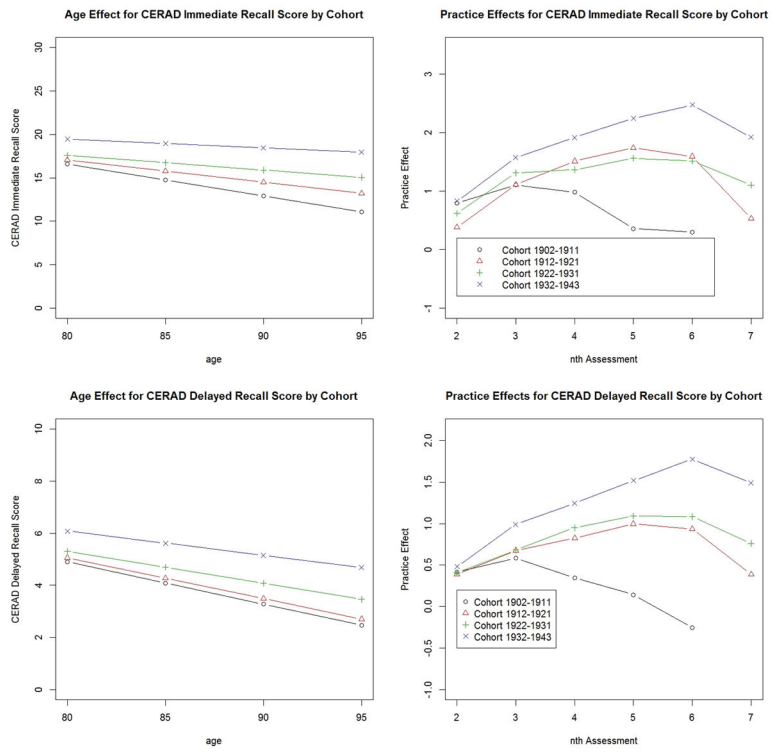 Age Effect for CERAD Immediate Recall Score by Cohort
CERAD Immediate Recall Score
30
25
20
15
10
5
0
80 85 90 95
age
Practice Effects for CERAD Immediate Recall Score by Cohort
Practice Effect
3
2
1
0
-1
Cohort 1902-1911
Cohort 1912-1921
Cohort 1922-1931
Cohort 1932-1943
2 3 4 5 6 7
nth Assessment
Age Effect for CERAD Delayed Recall Score by Cohort
CERAD Delayed Recall Score
10
8
6
4
2
0
80 85 90 95
age
Practice Effects for CERAD Delayed Recall Score by Cohort
Practice Effect
2.0
1.5
1.0
0.5
0.0
-0.5
-1.0
Cohort 1902-1911
Cohort 1912-1921
Cohort 1922-1931
Cohort 1932-1943
2 3 4 5 6 7
nth Assessment